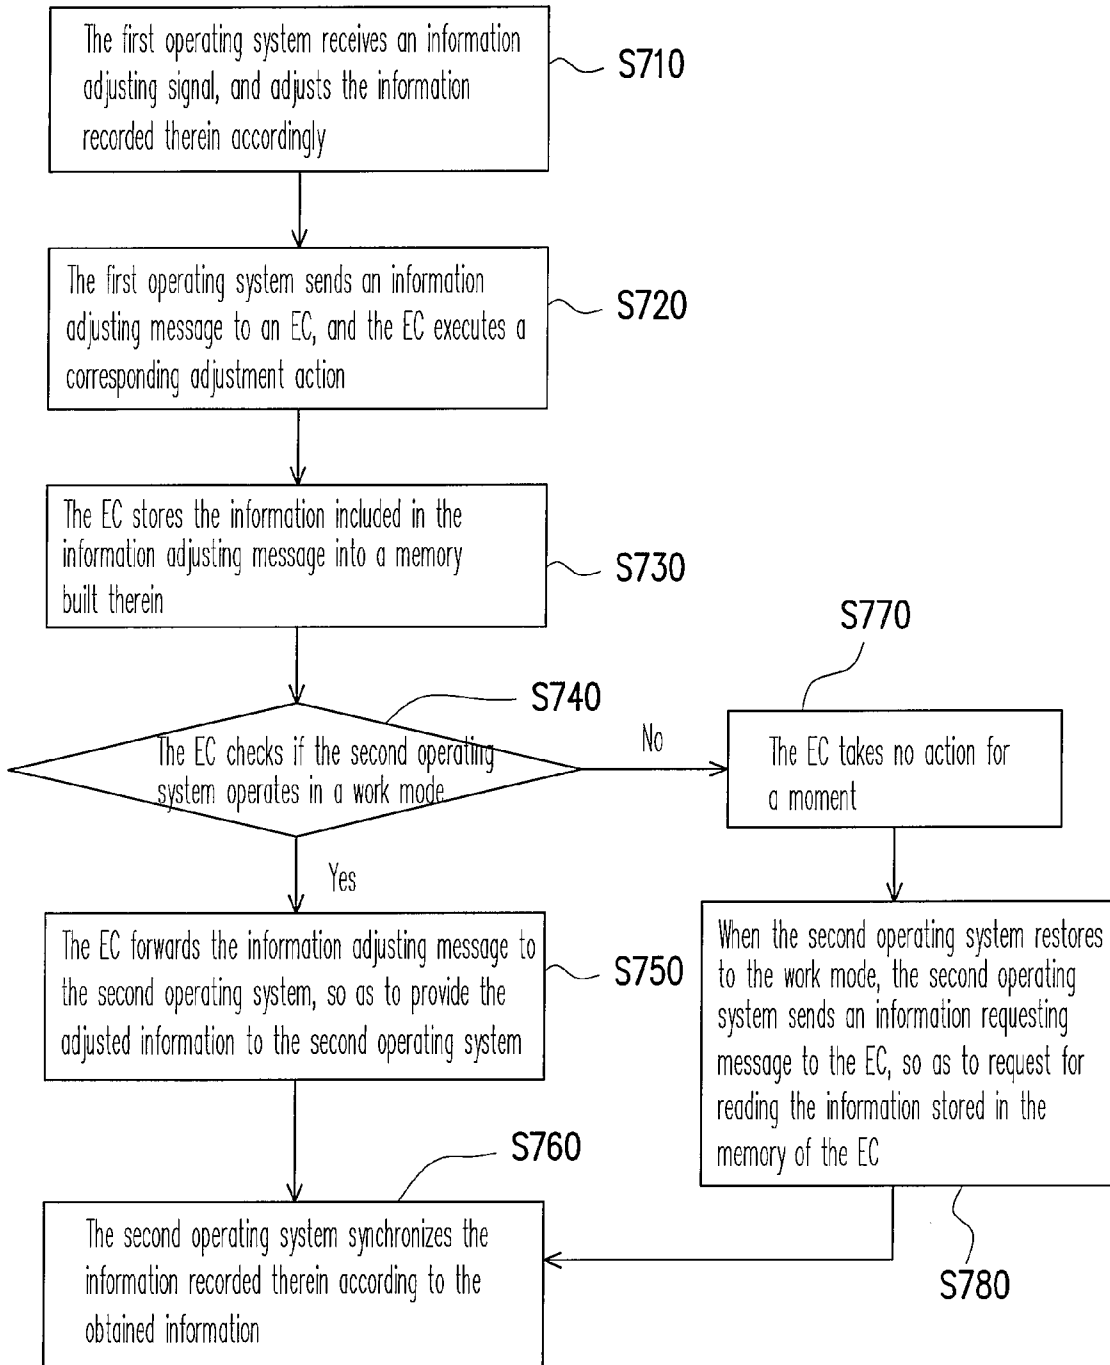 The first operating system receives an information
adjusting signal, and adjusts the information
recorded therein accordingly
S710
The first operating system sends an information
adjusting message to an EC, and the EC executes a
corresponding adjustment action
S720
The EC stores the information included in the
information adjusting message into a memory
built therein
S730
S740
The EC checks if the second operating
system operates in a work mode
No
S770
The EC takes no action for
a moment
Yes
The EC forwards the information adjusting message to
the second operating system, so as to provide the
adjusted information to the second operating system
S750
When the second operating system restores
to the work mode, the second operating
system sends an information requesting
message to the EC, so as to request for
reading the information stored in the
memory of the EC
S780
S760
The second operating system synchronizes the
information recorded therein according to the
obtained information